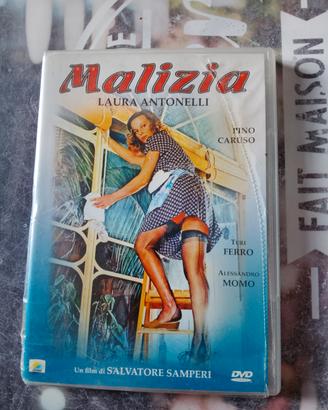 Malizia
LAURA ANTONELLI
PINO
CARUSO
TURI
FERRO
ALESSANDRO
MOMO
Un film di SALVATORE SAMPERI
DVD
FAIT MAISON